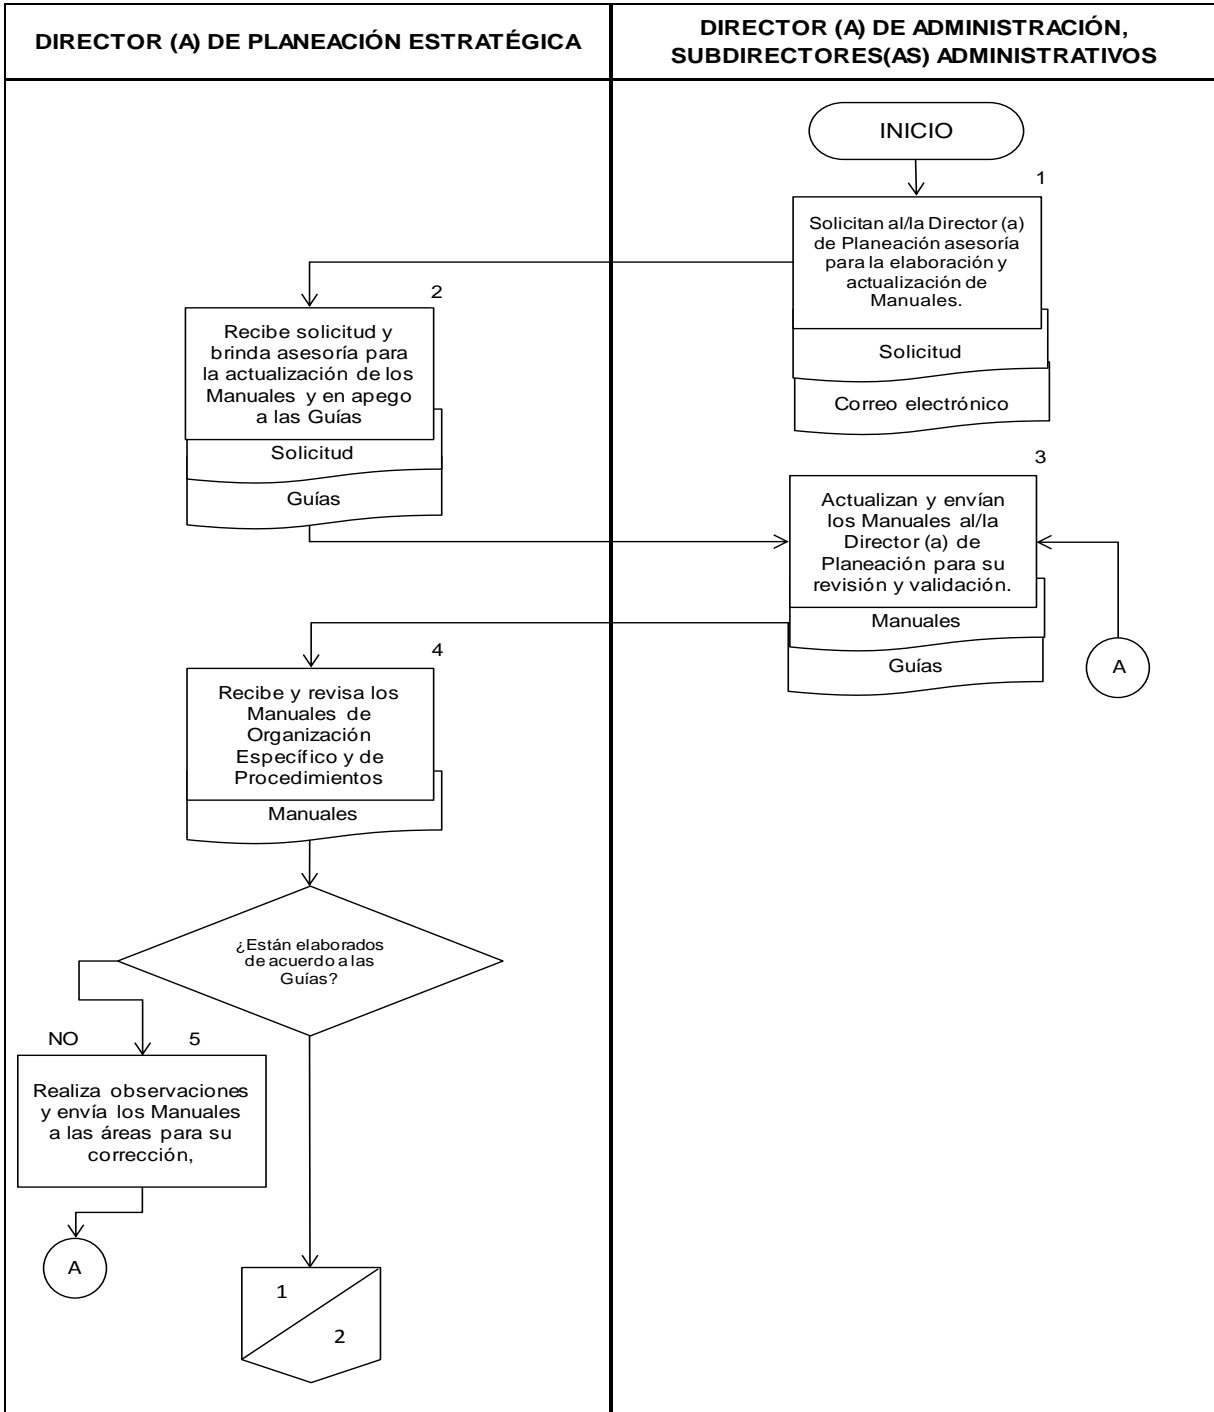 DIRECTOR (A) DE PLANEACIÓN ESTRATÉGICA
DIRECTOR (A) DE ADMINISTRACIÓN,
SUBDIRECTORES(AS) ADMINISTRATIVOS
INICIO
1
Solicitan al/la Director (a)
de Planeación asesoría
para la elaboración y
actualización de
Manuales.
Solicitud
Correo electrónico
2
Recibe solicitud y
brinda asesoría para
la actualización de los
Manuales y en apego
a las Guías
Solicitud
Guías
3
Actualizan y envían
los Manuales al/la
Director (a) de
Planeación para su
revisión y validación.
Manuales
Guías
A
4
Recibe y revisa los
Manuales de
Organización
Específico y de
Procedimientos
Manuales
¿Están elaborados
de acuerdo a las
Guías?
NO
5
Realiza observaciones
y envía los Manuales
a las áreas para su
corrección,
A
1
2